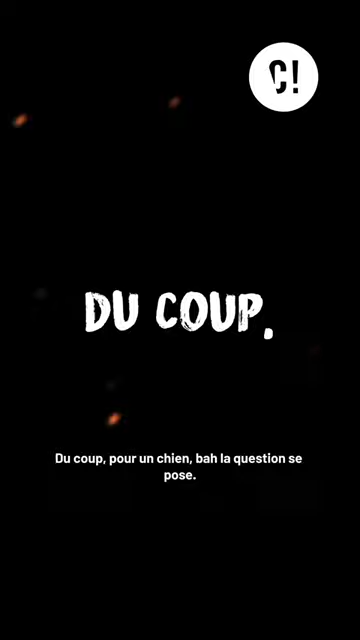 C!
DU COUP,
Du coup, pour un chien, bah la question se
pose.